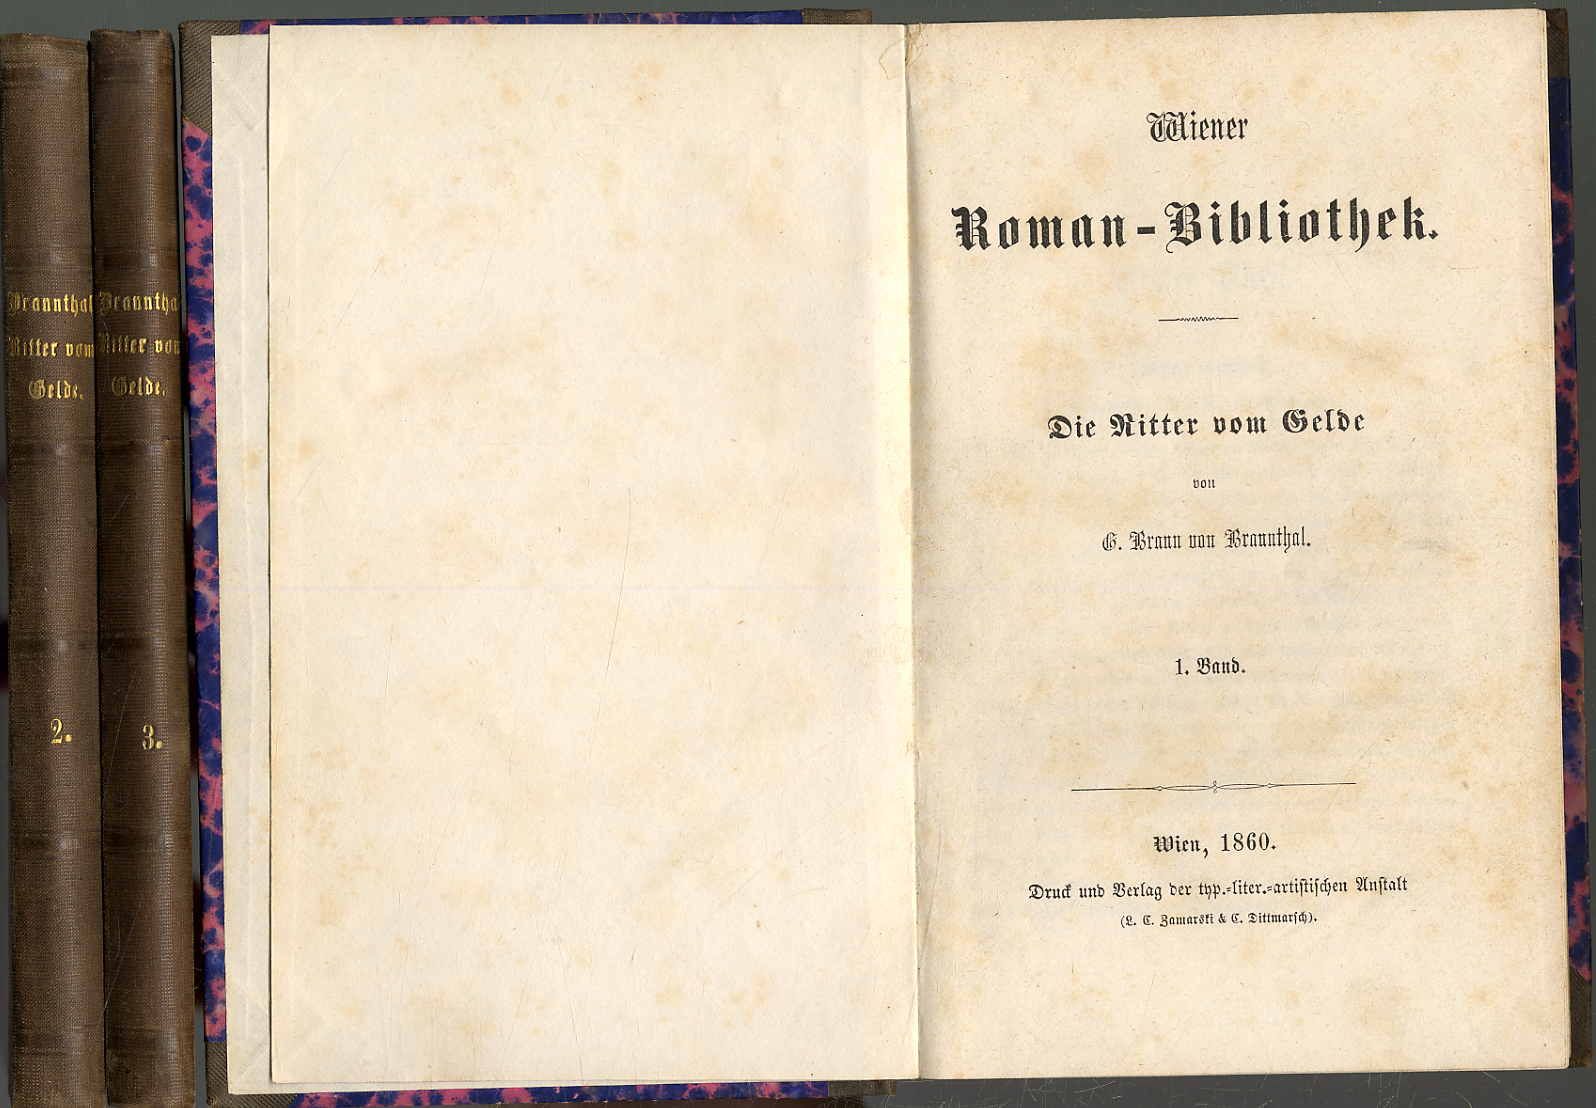 Braunthal
Ritter vom
Gelde.
2.
Brauntha
Ritter vom
Gelde.
3.
Wiener
Roman-Bibliothek.
Die Ritter vom Gelde
von
C. Braun von Braunthal.
1. Band.
Wien, 1860.
Druck und Verlag der typ.-liter.-artistischen Anstalt
(L. C. Zamarski & C. Dittmarsch).